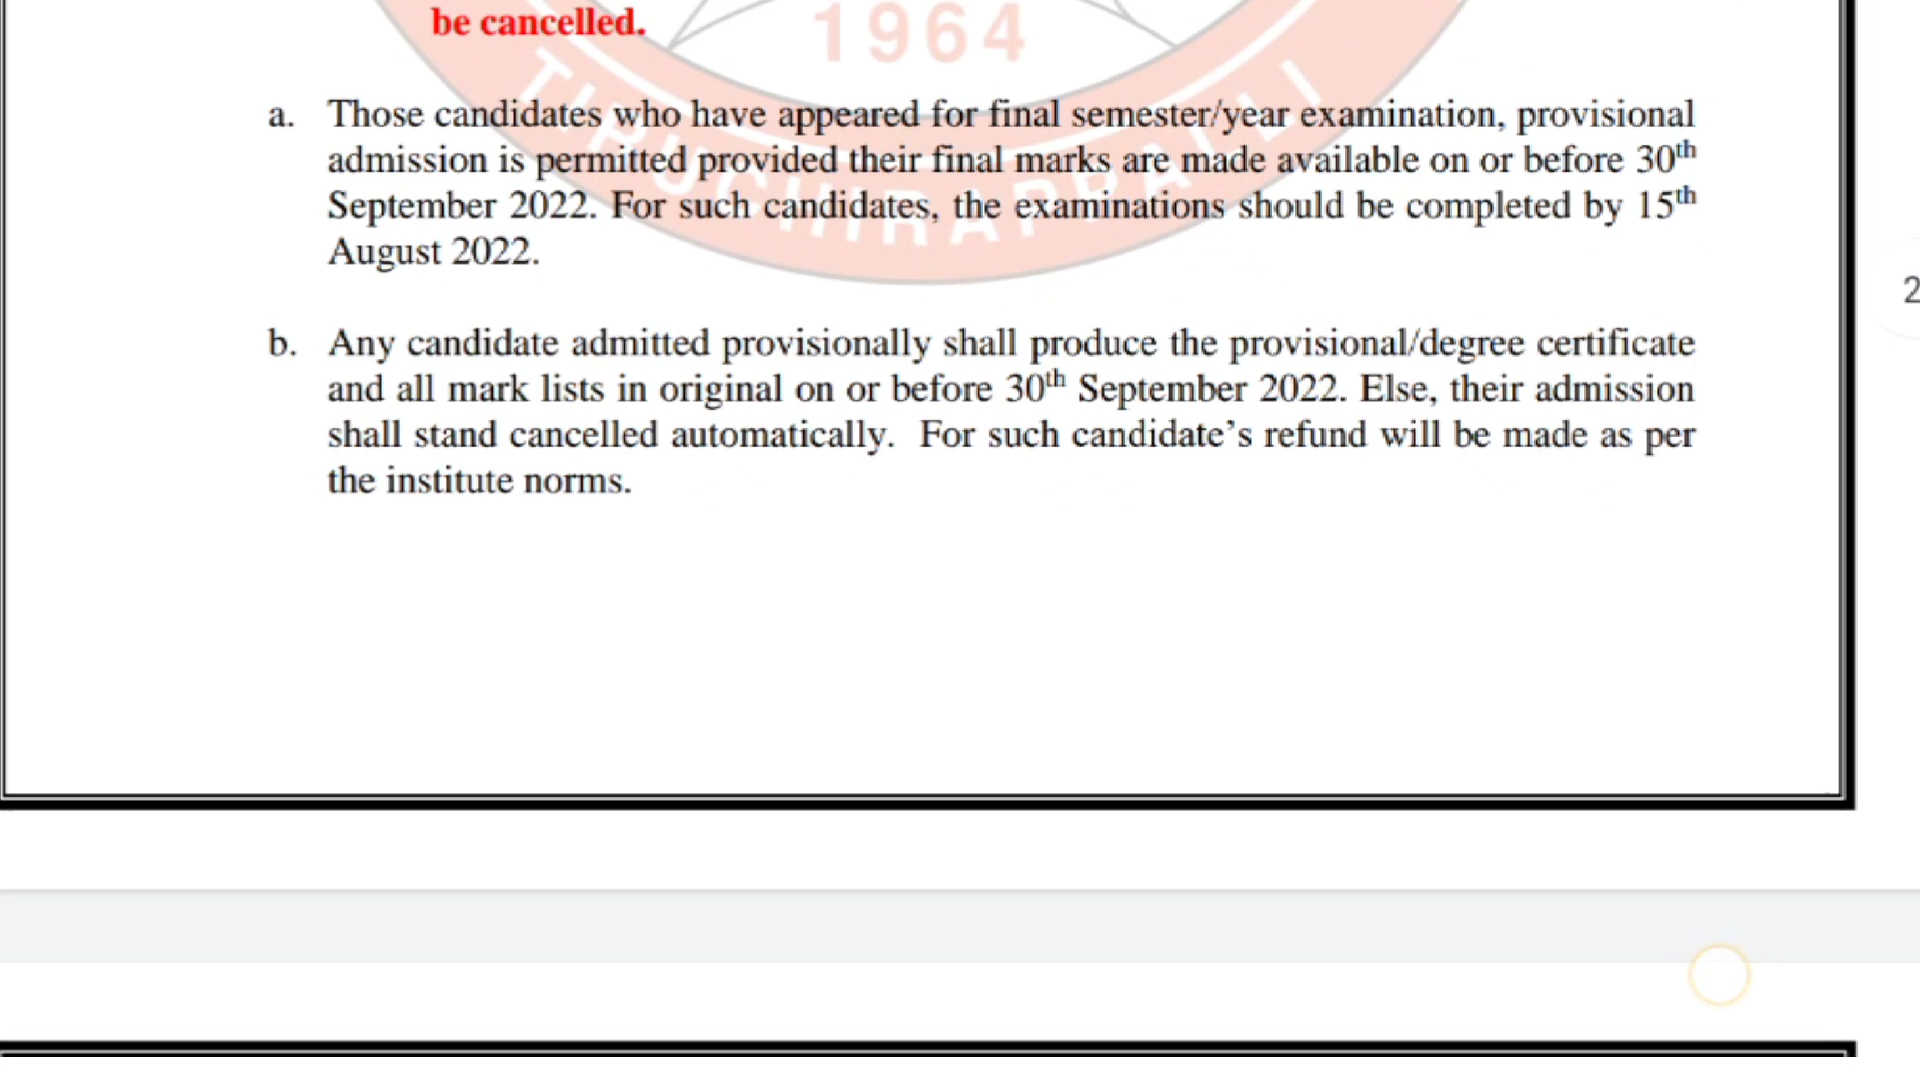 be cancelled.
1964
TIRUCHIRAPPALLI
a. Those candidates who have appeared for final semester/year examination, provisional
admission is permitted provided their final marks are made available on or before 30th
September 2022. For such candidates, the examinations should be completed by 15th
August 2022.
2
b. Any candidate admitted provisionally shall produce the provisional/degree certificate
and all mark lists in original on or before 30th September 2022. Else, their admission
shall stand cancelled automatically. For such candidate’s refund will be made as per
the institute norms.